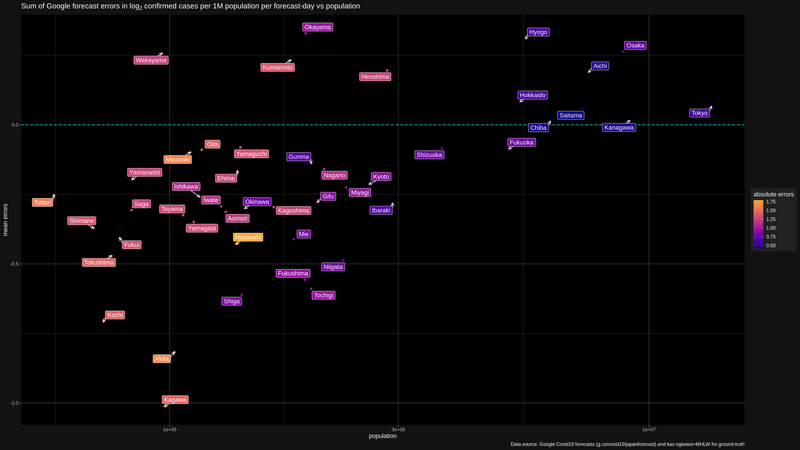 Sum of Google forecast errors in log2 confirmed cases per 1M population per forecast-day vs population
Okayama
Hyogo
Osaka
Wakayama
Kumamoto
Aichi
Hiroshima
Hokkaido
Tokyo
Saitama
0.0
Chiba
Kanagawa
Oita
Fukuoka
Yamaguchi
Miyazaki
Gunma
Shizuoka
Yamanashi
Ehime
Nagano
Kyoto
absolute errors
Ishikawa
Miyagi
1.75
Tottori
Saga
Iwate
Okinawa
Gifu
1.50
mean errors
Toyama
Kagoshima
Ibaraki
1.25
Shimane
Aomori
1.00
Yamagata
Mie
0.75
Fukui
Nagasaki
0.50
Tokushima
-0.5
Niigata
Fukushima
Shiga
Tochigi
Kochi
Akita
Kagawa
-1.0
1e+06
3e+06
1e+07
population
Data source: Google Covid19 forecasts (g.co/covid19/japanforecast) and kaz-ogiwara+MHLW for ground-truth